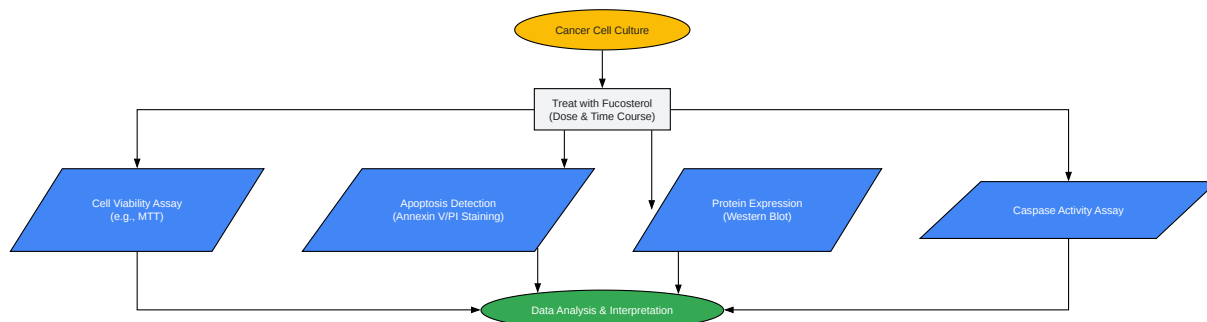 Cancer Cell Culture
Treat with Fucosterol
(Dose & Time Course)
Cell Viability Assay
(e.g., MTT)
Apoptosis Detection
(Annexin V/PI Staining)
Protein Expression
(Western Blot)
Caspase Activity Assay
Data Analysis & Interpretation